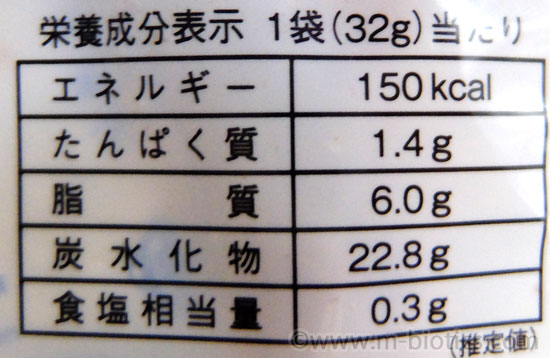 栄養成分表示 1袋(32g)当たり
エネルギー 150kcal
たんぱく質 1.4g
脂質 6.0g
炭水化物 22.8g
食塩相当量 0.3g
(推定値)